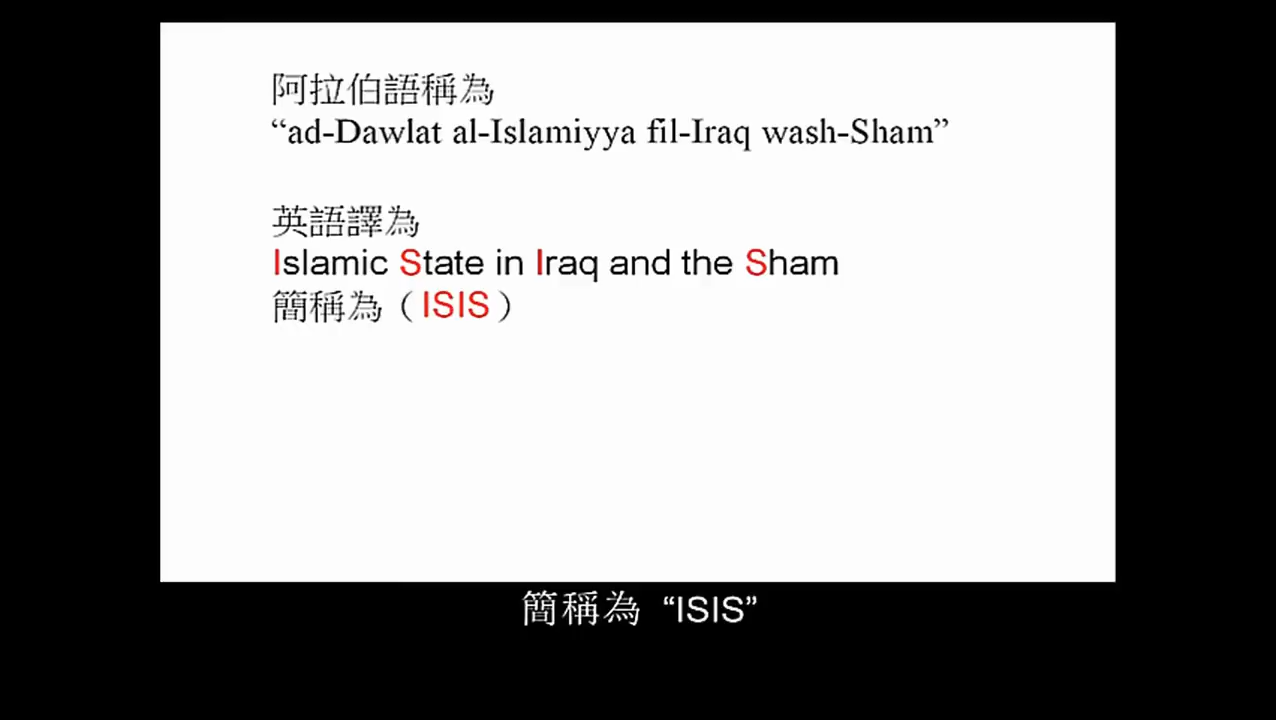 阿拉伯語稱為
“ad-Dawlat al-Islamiyya fil-Iraq wash-Sham”
英語譯為
Islamic State in Iraq and the Sham
簡稱為（ISIS）
簡稱為 “ISIS”